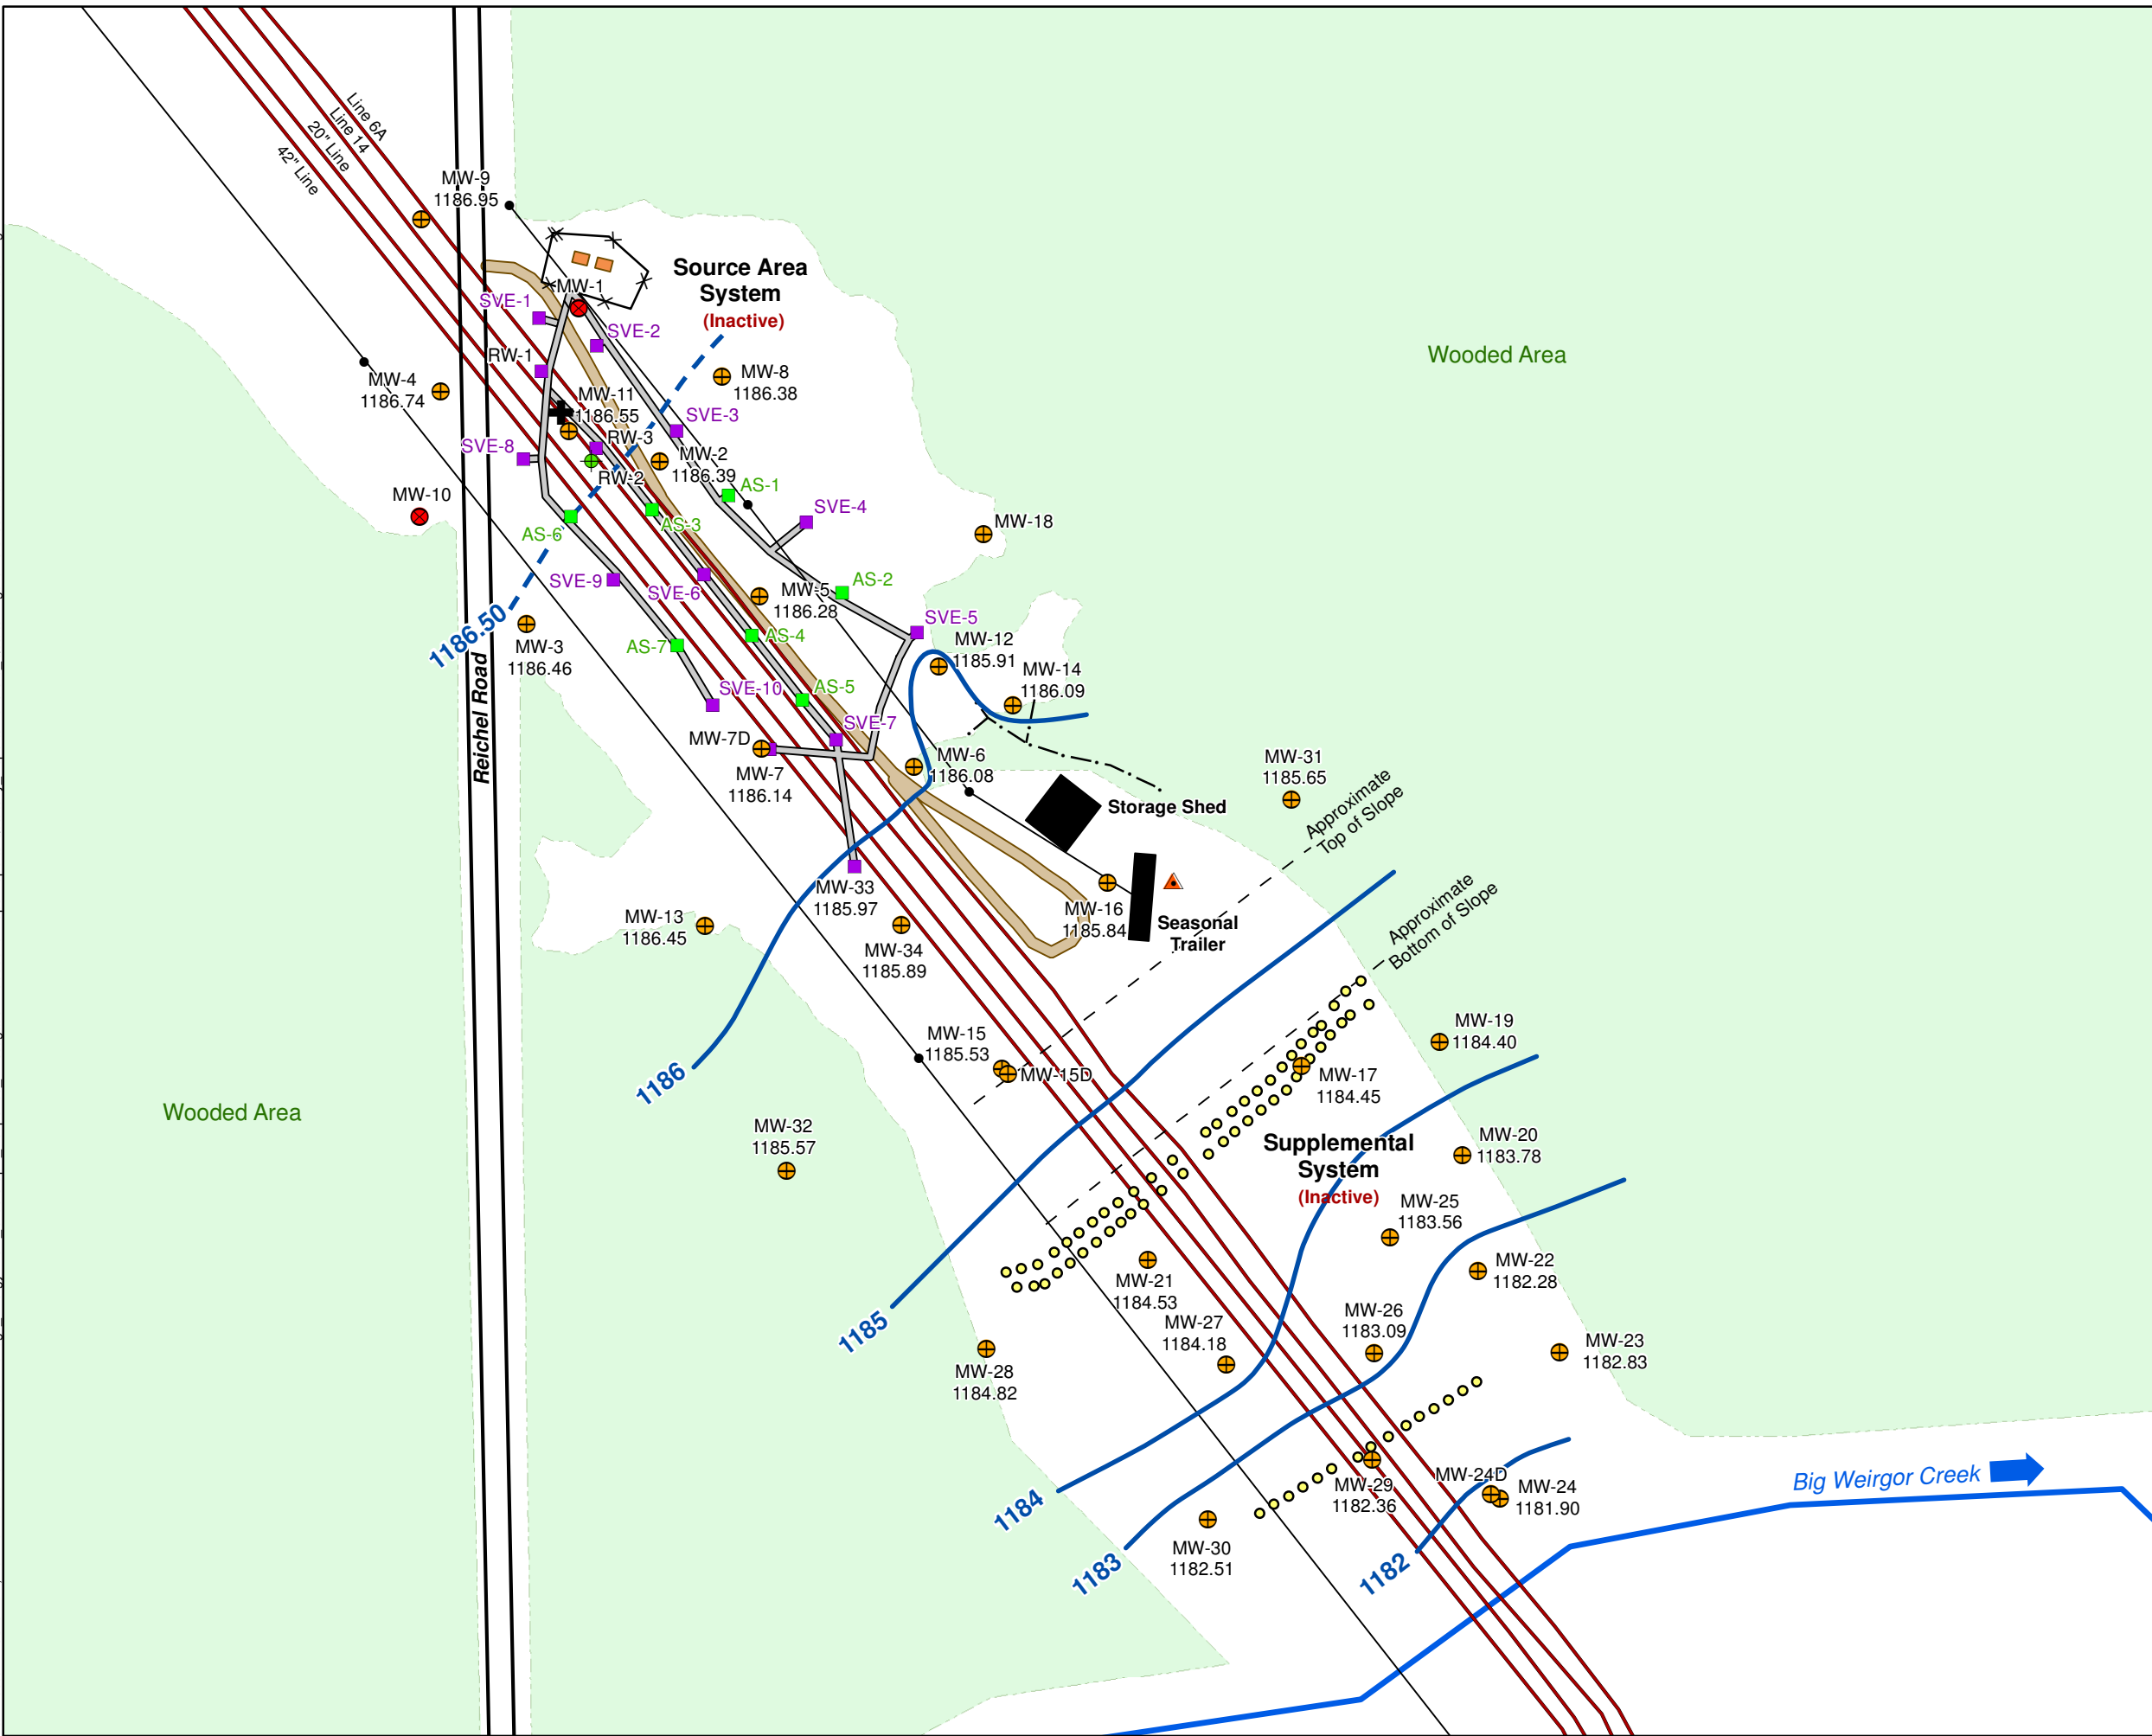 Line 6A
Line 14
20" Line
42" Line
MW-9
1186.95
Source Area
System
(Inactive)
MW-1
SVE-1
SVE-2
RW-1
MW-8
1186.38
Wooded Area
MW-4
1186.74
MW-11
1186.55
SVE-3
RW-3
SVE-8
MW-2
1186.39
RW-2
AS-1
MW-10
SVE-4
MW-18
AS-3
AS-6
SVE-9
SVE-6
MW-5
1186.28
AS-2
1186.50
SVE-5
MW-3
1186.46
AS-7
AS-4
MW-12
1185.91
MW-14
1186.09
Reichel Road
SVE-10
AS-5
SVE-7
MW-7D
MW-7
1186.14
MW-6
1186.08
MW-31
1185.65
Storage Shed
Approximate
Top of Slope
MW-33
1185.97
MW-16
1185.84
Seasonal
Trailer
Approximate
Bottom of Slope
MW-13
1186.45
MW-34
1185.89
MW-15
1185.53
MW-15D
MW-19
1184.40
1186
MW-17
1184.45
Wooded Area
MW-32
1185.57
Supplemental
System
(Inactive)
MW-20
1183.78
MW-25
1183.56
MW-22
1182.28
MW-21
1184.53
1185
MW-27
1184.18
MW-26
1183.09
MW-23
1182.83
MW-28
1184.82
1184
MW-29
1182.36
MW-24D
MW-24
1181.90
Big Weirgor Creek
MW-30
1182.51
1183
1182